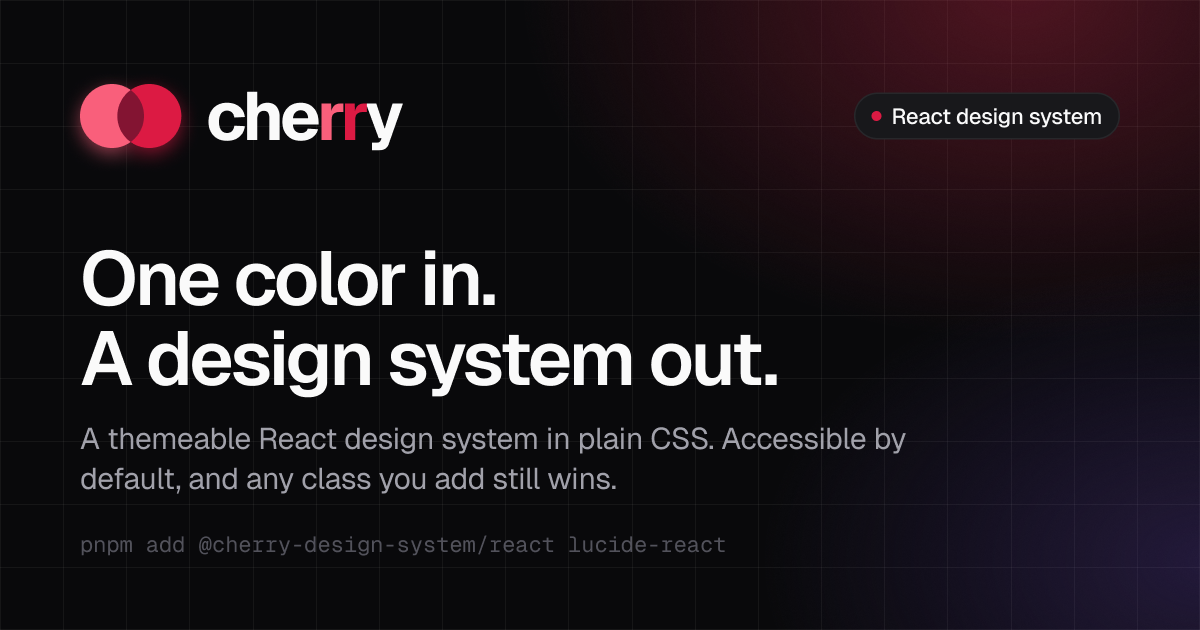 cherry
React design system
One color in.
A design system out.
A themeable React design system in plain CSS. Accessible by
default, and any class you add still wins.
pnpm add @cherry-design-system/react lucide-react